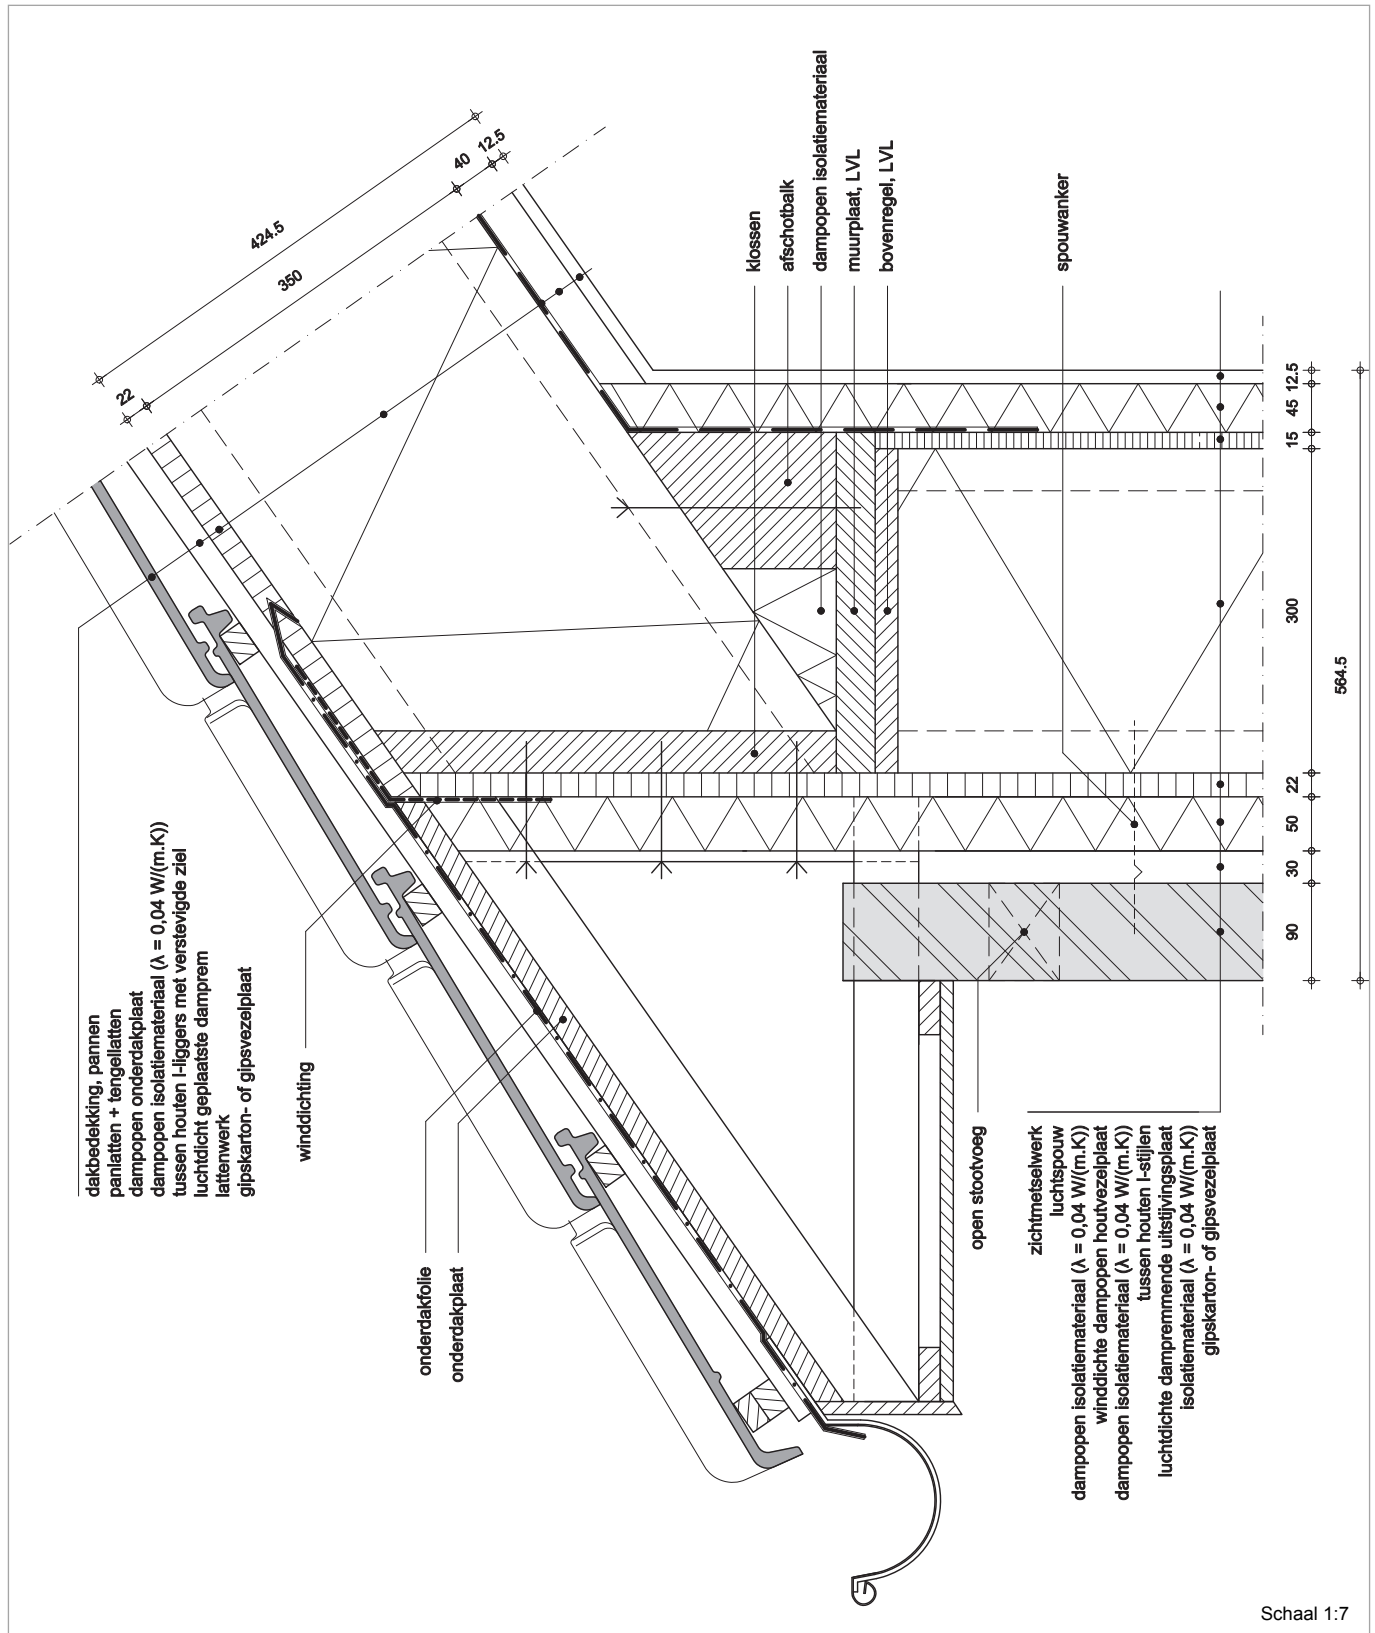 424.5
350
22
40
12.5
klossen
afschotbalk
dampopen isolatiemateriaal
muurplaat, LVL
bovenregel, LVL
spouwanker
12.5
45
15
300
22
50
30
90
564.5
dakbedekking, pannen
panlatten + tengellatten
dampopen onderdakplaat
dampopen isolatiemateriaal (λ = 0,04 W/(m.K))
tussen houten I-liggers met verstevigde ziel
luchtdicht geplaatste damprem
lattenwerk
gipskarton- of gipsvezelplaat
winddichting
onderdakfolie
onderdakplaat
open stootvoeg
zichtmetselwerk
luchtspouw
dampopen isolatiemateriaal (λ = 0,04 W/(m.K))
winddichte dampopen houtvezelplaat
dampopen isolatiemateriaal (λ = 0,04 W/(m.K))
tussen houten I-stijlen
luchtdichte dampremmende uitstijvingsplaat
isolatiemateriaal (λ = 0,04 W/(m.K))
gipskarton- of gipsvezelplaat
Schaal 1:7